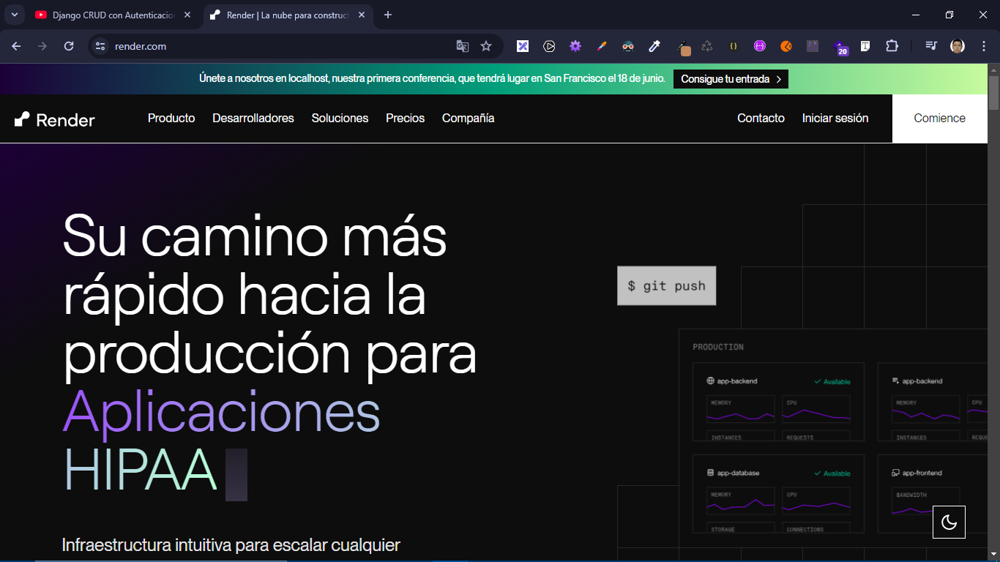 Django CRUD con Autenticacion
Render | La nube para construct
render.com
20
Únete a nosotros en localhost, nuestra primera conferencia, que tendrá lugar en San Francisco el 18 de junio.
Consigue tu entrada
Render
Producto
Desarrolladores
Soluciones
Precios
Compañía
Contacto
Iniciar sesión
Comience
Su camino más
rápido hacia la
producción para
Aplicaciones
HIPAA
$ git push
PRODUCTION
app-backend
Available
app-backend
MEMORY
CPU
MEMORY
CPU
INSTANCES
REQUESTS
INSTANCES
app-database
Available
app-frontend
MEMORY
CPU
BANDWIDTH
STORAGE
CONNECTIONS
Infraestructura intuitiva para escalar cualquier